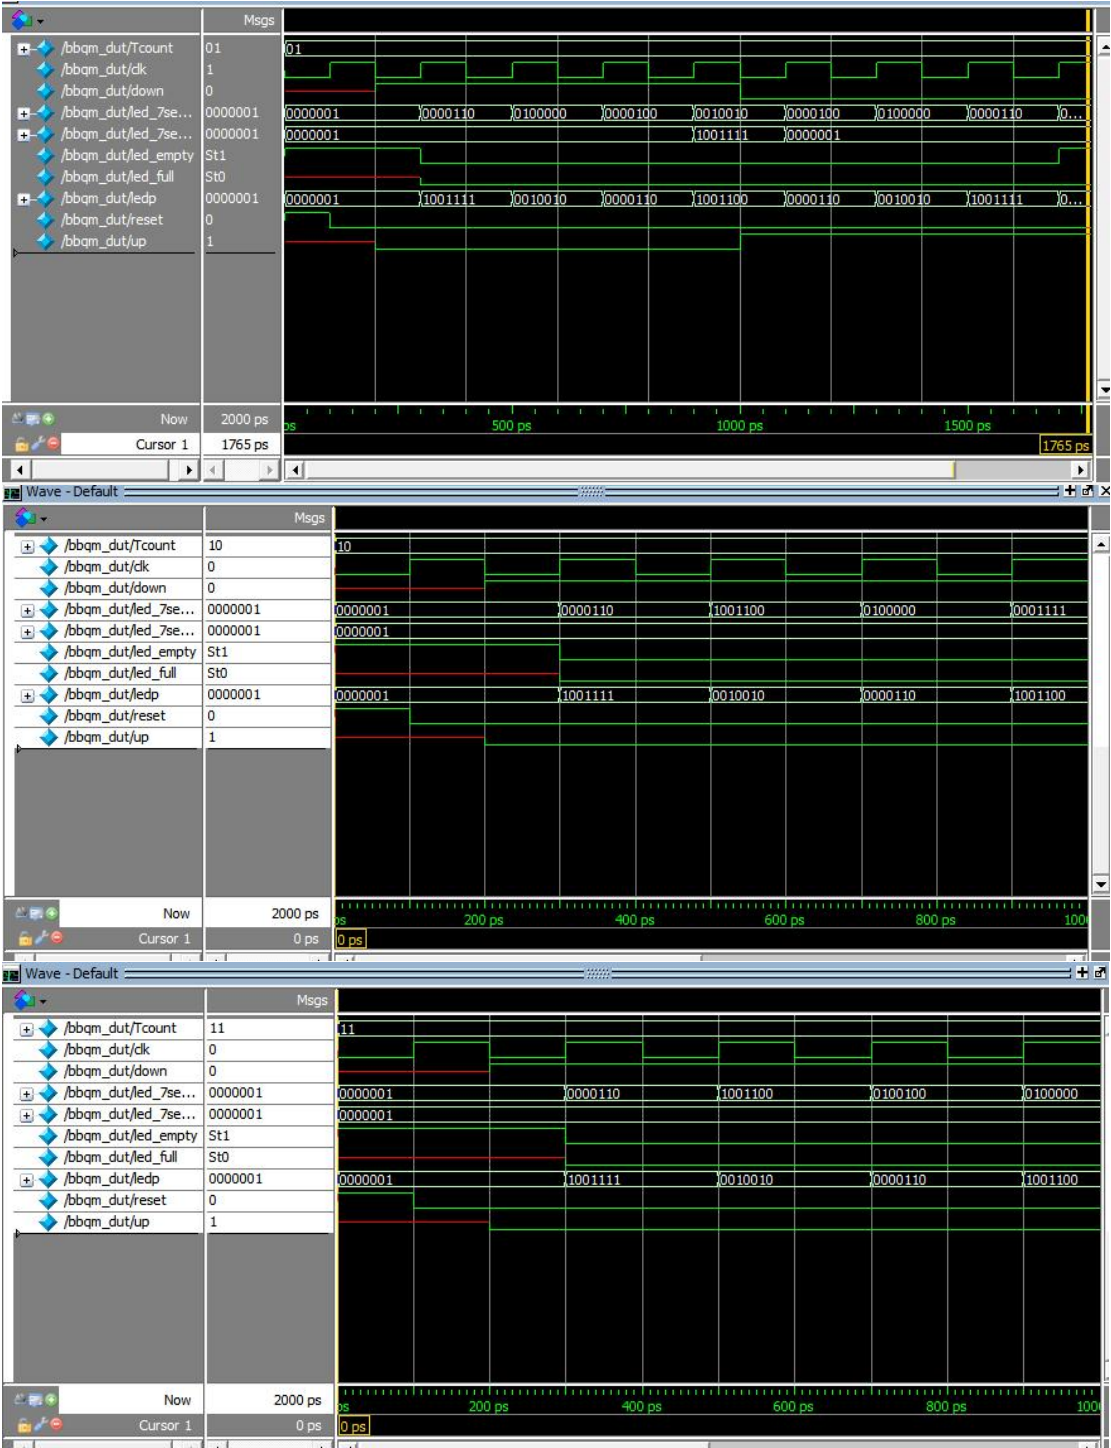 Msgs
/bbqm_dut/Tcount 01 01
/bbqm_dut/clk 1
/bbqm_dut/down 0
/bbqm_dut/led_7se... 0000001 0000001 0000110 0100000 0000100 0010010 0000100 0100000 0000110 0...
/bbqm_dut/led_7se... 0000001 0000001 1001111 0000001
/bbqm_dut/led_empty St1
/bbqm_dut/led_full St0
/bbqm_dut/ledp 0000001 0000001 1001111 0010010 0000110 1001100 0000110 0010010 1001111 0...
/bbqm_dut/reset 0
/bbqm_dut/up 1
Now 2000 ps ps 500 ps 1000 ps 1500 ps
Cursor 1 1765 ps 1765 ps
Wave - Default
Msgs
/bbqm_dut/Tcount 10 10
/bbqm_dut/clk 0
/bbqm_dut/down 0
/bbqm_dut/led_7se... 0000001 0000001 0000110 1001100 0100000 0001111
/bbqm_dut/led_7se... 0000001 0000001
/bbqm_dut/led_empty St1
/bbqm_dut/led_full St0
/bbqm_dut/ledp 0000001 0000001 1001111 0010010 0000110 1001100
/bbqm_dut/reset 0
/bbqm_dut/up 1
Now 2000 ps ps 200 ps 400 ps 600 ps 800 ps 100
Cursor 1 0 ps 0 ps
Wave - Default
Msgs
/bbqm_dut/Tcount 11 11
/bbqm_dut/clk 0
/bbqm_dut/down 0
/bbqm_dut/led_7se... 0000001 0000001 0000110 1001100 0100100 0100000
/bbqm_dut/led_7se... 0000001 0000001
/bbqm_dut/led_empty St1
/bbqm_dut/led_full St0
/bbqm_dut/ledp 0000001 0000001 1001111 0010010 0000110 1001100
/bbqm_dut/reset 0
/bbqm_dut/up 1
Now 2000 ps ps 200 ps 400 ps 600 ps 800 ps 100
Cursor 1 0 ps 0 ps